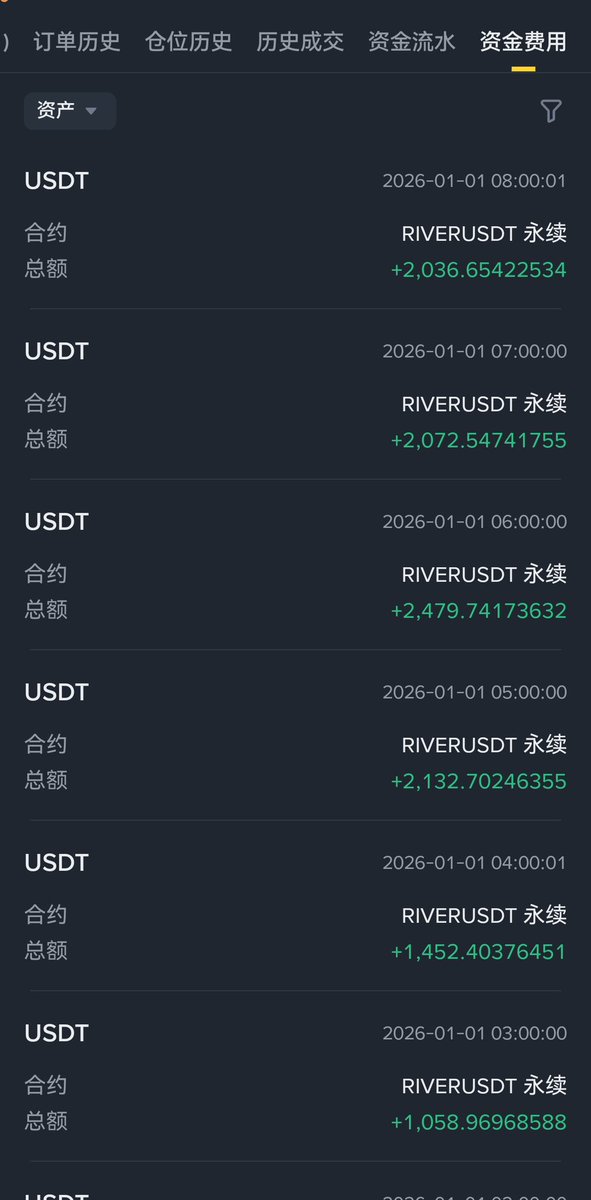 ) 订单历史 仓位历史 历史成交 资金流水 资金费用
资产
USDT 2026-01-01 08:00:01
合约 RIVERUSDT 永续
总额 +2,036.65422534
USDT 2026-01-01 07:00:00
合约 RIVERUSDT 永续
总额 +2,072.54741755
USDT 2026-01-01 06:00:00
合约 RIVERUSDT 永续
总额 +2,479.74173632
USDT 2026-01-01 05:00:00
合约 RIVERUSDT 永续
总额 +2,132.70246355
USDT 2026-01-01 04:00:01
合约 RIVERUSDT 永续
总额 +1,452.40376451
USDT 2026-01-01 03:00:00
合约 RIVERUSDT 永续
总额 +1,058.96968588
USDT